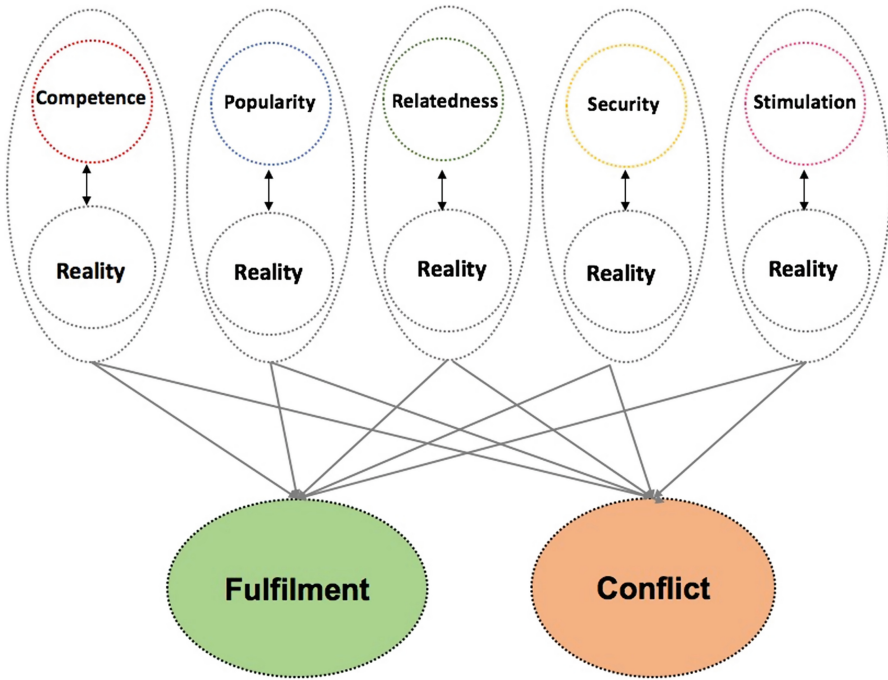 Competence
Popularity
Relatedness
Security
Stimulation
Reality
Reality
Reality
Reality
Reality
Fulfilment
Conflict